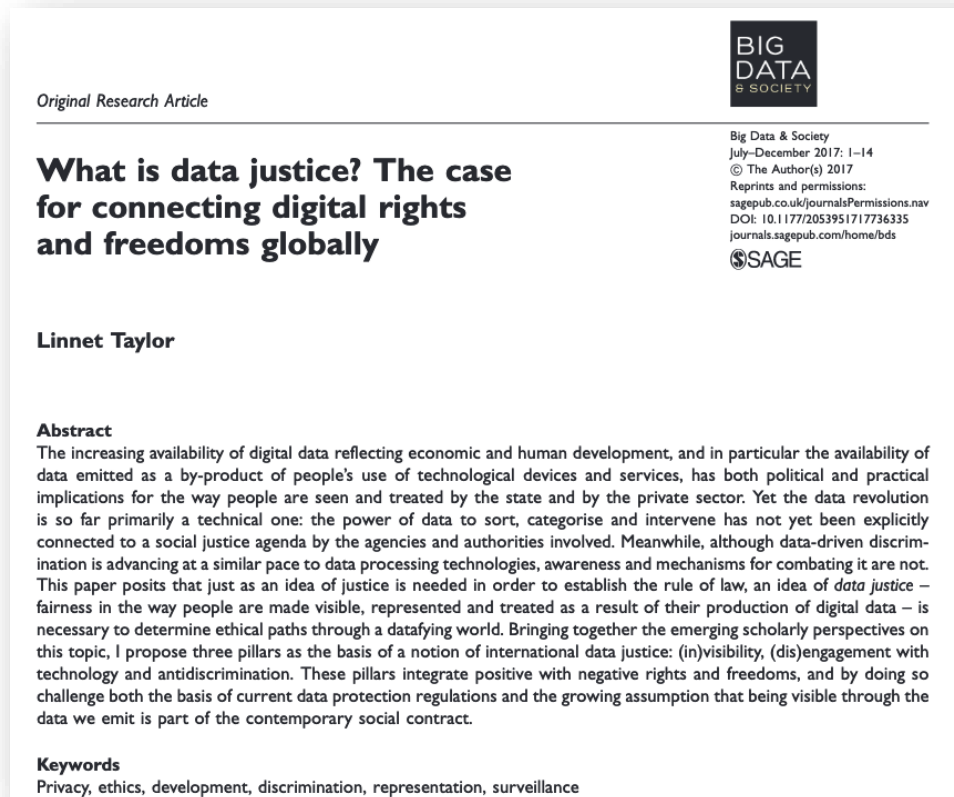 BIG
DATA
& SOCIETY
Original Research Article
Big Data & Society
July–December 2017: 1–14
© The Author(s) 2017
Reprints and permissions:
sagepub.co.uk/journalsPermissions.nav
DOI: 10.1177/2053951717736335
journals.sagepub.com/home/bds
SAGE
What is data justice? The case
for connecting digital rights
and freedoms globally
Linnet Taylor
Abstract
The increasing availability of digital data reflecting economic and human development, and in particular the availability of
data emitted as a by-product of people's use of technological devices and services, has both political and practical
implications for the way people are seen and treated by the state and by the private sector. Yet the data revolution
is so far primarily a technical one: the power of data to sort, categorise and intervene has not yet been explicitly
connected to a social justice agenda by the agencies and authorities involved. Meanwhile, although data-driven discrim-
ination is advancing at a similar pace to data processing technologies, awareness and mechanisms for combating it are not.
This paper posits that just as an idea of justice is needed in order to establish the rule of law, an idea of data justice –
fairness in the way people are made visible, represented and treated as a result of their production of digital data – is
necessary to determine ethical paths through a datafying world. Bringing together the emerging scholarly perspectives on
this topic, I propose three pillars as the basis of a notion of international data justice: (in)visibility, (dis)engagement with
technology and antidiscrimination. These pillars integrate positive with negative rights and freedoms, and by doing so
challenge both the basis of current data protection regulations and the growing assumption that being visible through the
data we emit is part of the contemporary social contract.
Keywords
Privacy, ethics, development, discrimination, representation, surveillance